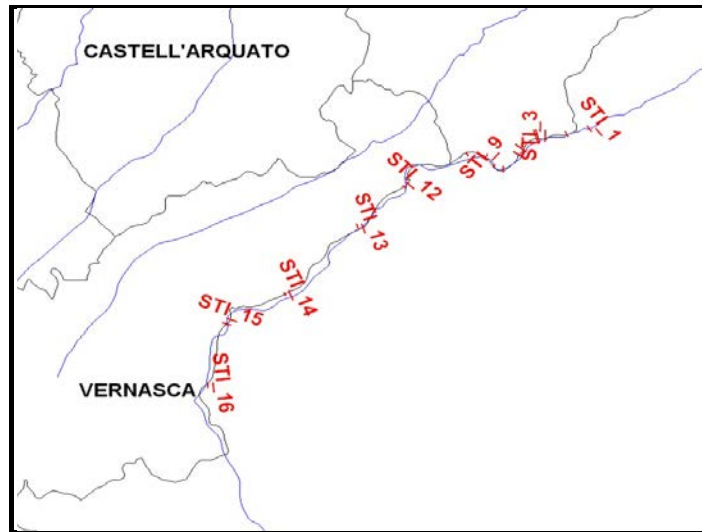 CASTELL'ARQUATO
STI_1
STI_3
STI_9
STI_12
STI_13
STI_14
STI_15
STI_16
VERNASCA